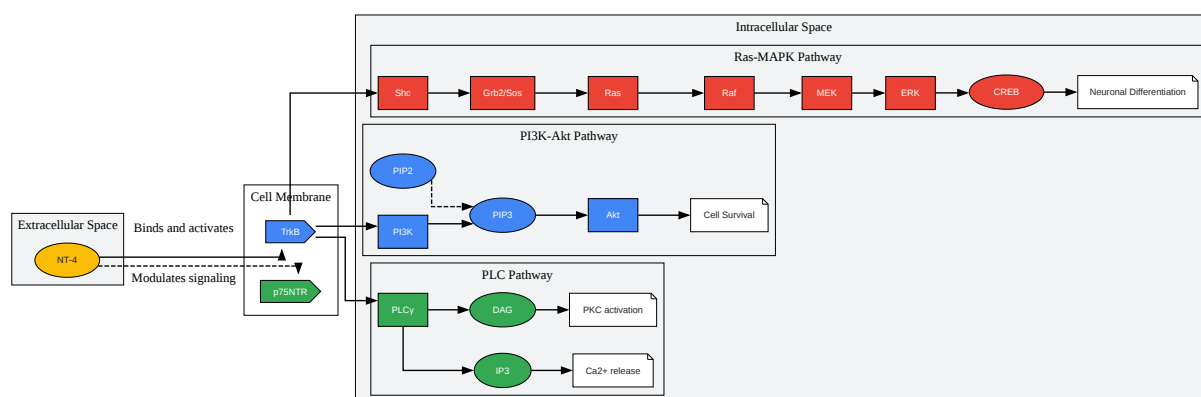 Intracellular Space
Ras-MAPK Pathway
Shc
Grb2/Sos
Ras
Raf
MEK
ERK
CREB
Neuronal Differentiation
PI3K-Akt Pathway
PIP2
PI3K
PIP3
Akt
Cell Survival
Cell Membrane
TrkB
p75NTR
Extracellular Space
NT-4
Binds and activates
Modulates signaling
PLC Pathway
PLCγ
DAG
PKC activation
IP3
Ca2+ release